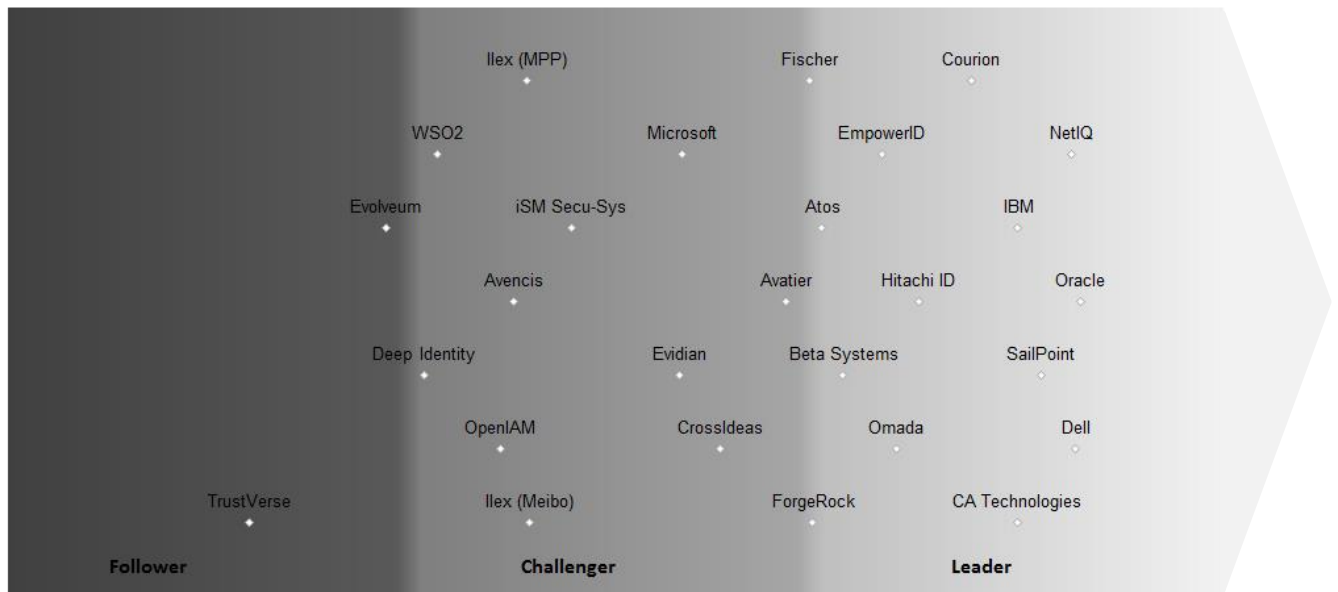 Ilex (MPP) Fischer Courion
WSO2 Microsoft EmpowerID NetIQ
Evolveum iSM Secu-Sys Atos IBM
Avencis Avatier Hitachi ID Oracle
Deep Identity Evidian Beta Systems SailPoint
OpenIAM CrossIdeas Omada Dell
TrustVerse Ilex (Meibo) ForgeRock CA Technologies
Follower Challenger Leader